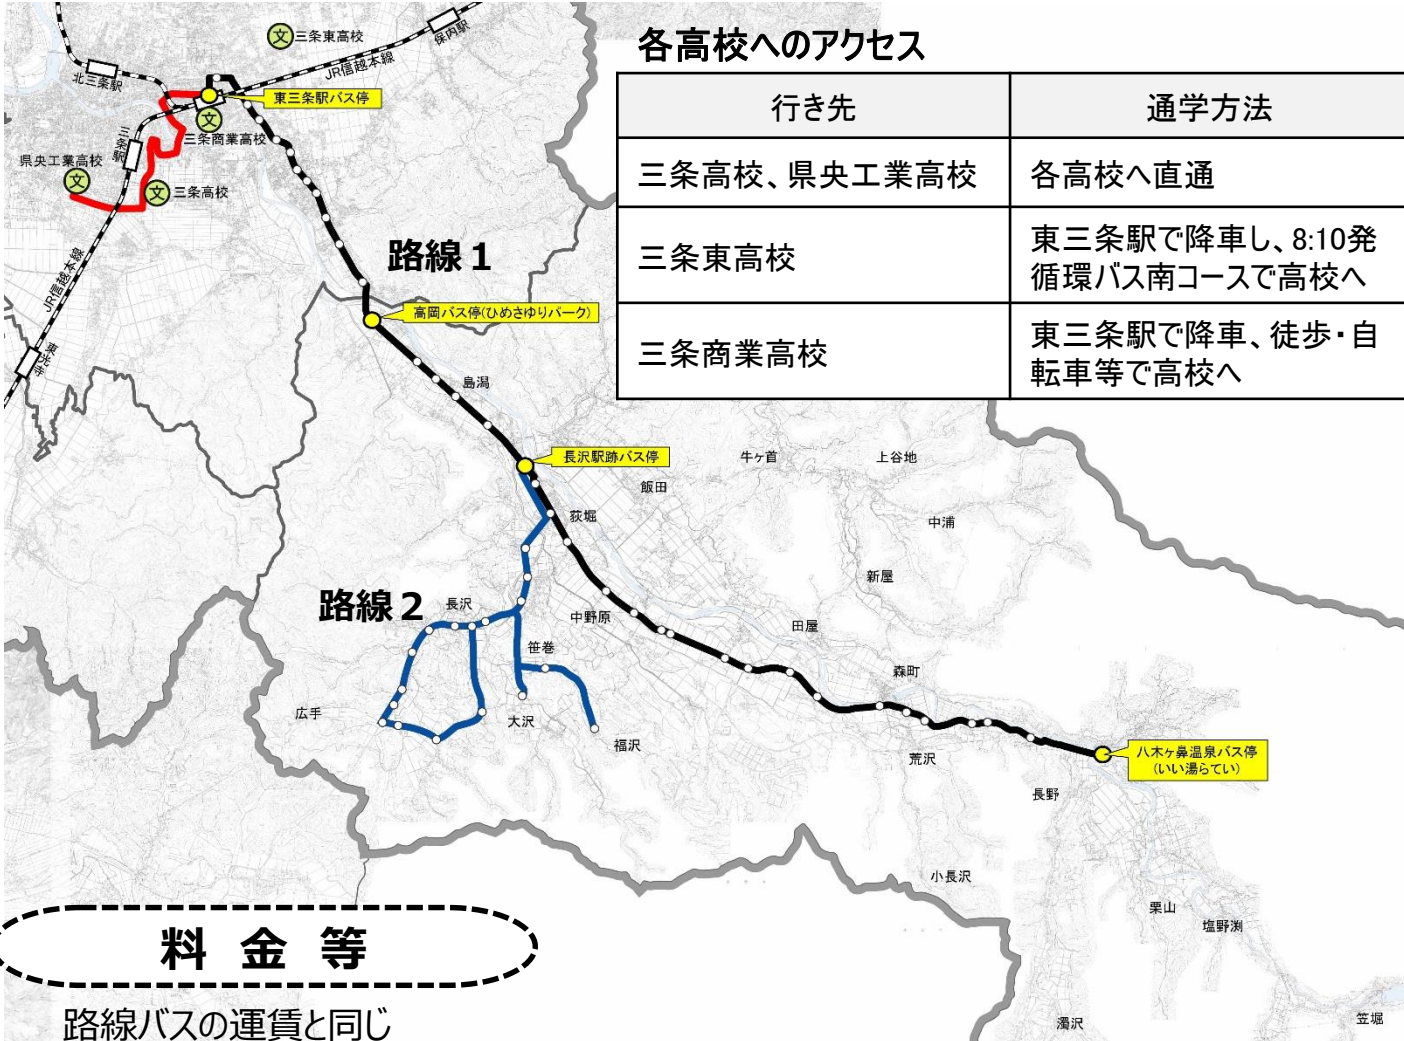 各高校へのアクセス
行き先
通学方法
三条高校、県央工業高校
各高校へ直通
三条東高校
東三条駅で降車し、8:10発
循環バス南コースで高校へ
三条商業高校
東三条駅で降車、徒歩・自
転車等で高校へ
文
三条東高校
保内駅
JR信越本線
北三条駅
東三条駅バス停
文
三条商業高校
三条駅
県央工業高校
文
文
三条高校
JR信越本線
東光寺
路線1
高岡バス停(ひめさゆりパーク)
島潟
長沢駅跡バス停
飯田
牛ヶ首
上谷地
中浦
荻堀
新屋
路線2
長沢
中野原
田屋
笹巻
森町
広手
大沢
福沢
荒沢
八木ヶ鼻温泉バス停
(いい湯らてい)
長野
小長沢
栗山
塩野渕
濁沢
笠堀
料金等
路線バスの運賃と同じ